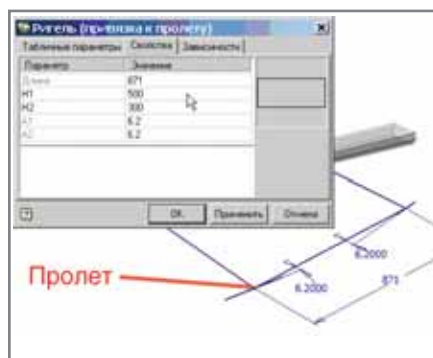 Ригель (привязка к пролету)
Табличные параметры Свойства Зависимости
Параметр Значение
Длина 871
H1 500
H2 300
A1 6.2
A2 6.2
ОК Применить Отмена
6.2000
6.2000
871
Пролет